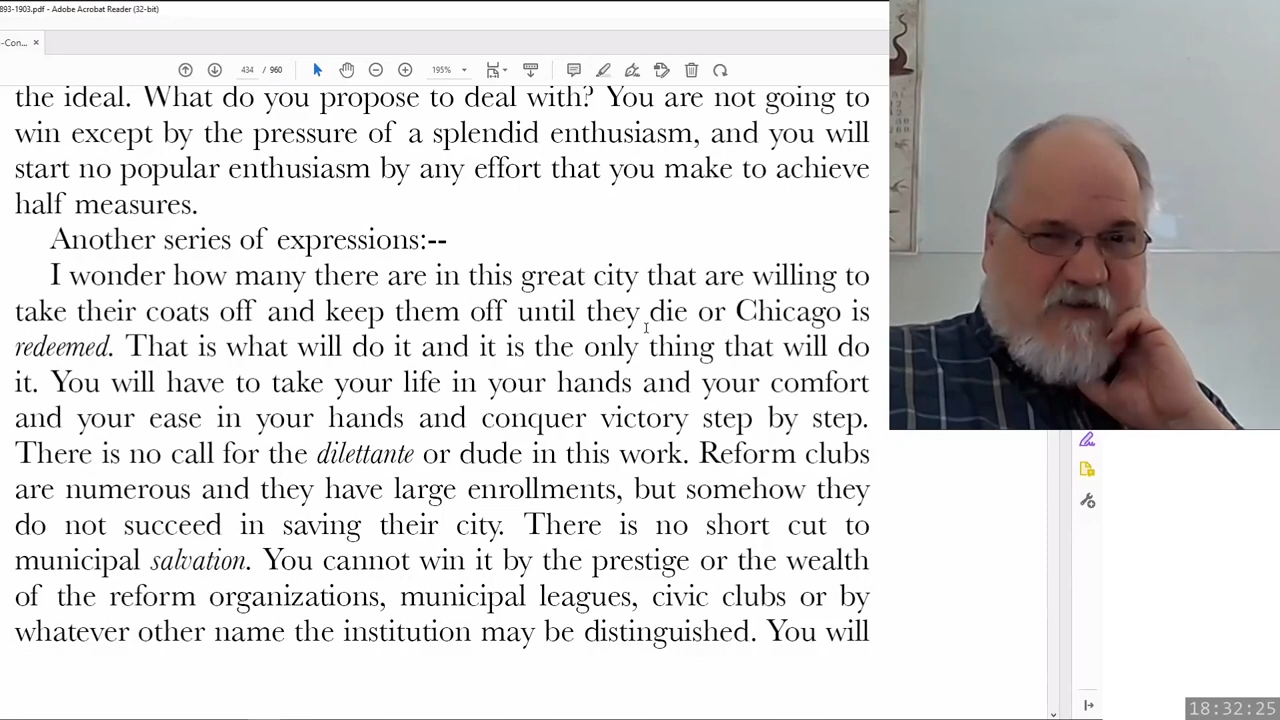 893-1903.pdf - Adobe Acrobat Reader (32-bit)
-Con... ×
434 / 960 195%
the ideal. What do you propose to deal with? You are not going to
win except by the pressure of a splendid enthusiasm, and you will
start no popular enthusiasm by any effort that you make to achieve
half measures.
Another series of expressions:--
I wonder how many there are in this great city that are willing to
take their coats off and keep them off until they die or Chicago is
redeemed. That is what will do it and it is the only thing that will do
it. You will have to take your life in your hands and your comfort
and your ease in your hands and conquer victory step by step.
There is no call for the dilettante or dude in this work. Reform clubs
are numerous and they have large enrollments, but somehow they
do not succeed in saving their city. There is no short cut to
municipal salvation. You cannot win it by the prestige or the wealth
of the reform organizations, municipal leagues, civic clubs or by
whatever other name the institution may be distinguished. You will
18:32:25